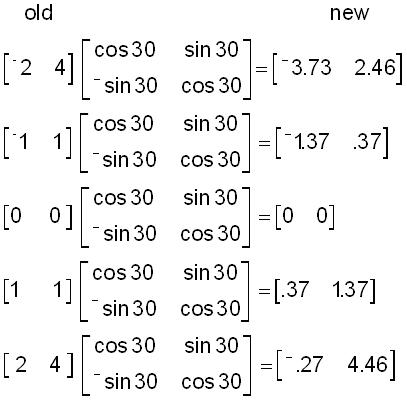 old new
[⁻2 4] [cos 30 sin 30
⁻sin 30 cos 30] = [⁻3.73 2.46]
[⁻1 1] [cos 30 sin 30
⁻sin 30 cos 30] = [⁻1.37 .37]
[0 0] [cos 30 sin 30
⁻sin 30 cos 30] = [0 0]
[1 1] [cos 30 sin 30
⁻sin 30 cos 30] = [.37 1.37]
[2 4] [cos 30 sin 30
⁻sin 30 cos 30] = [⁻.27 4.46]